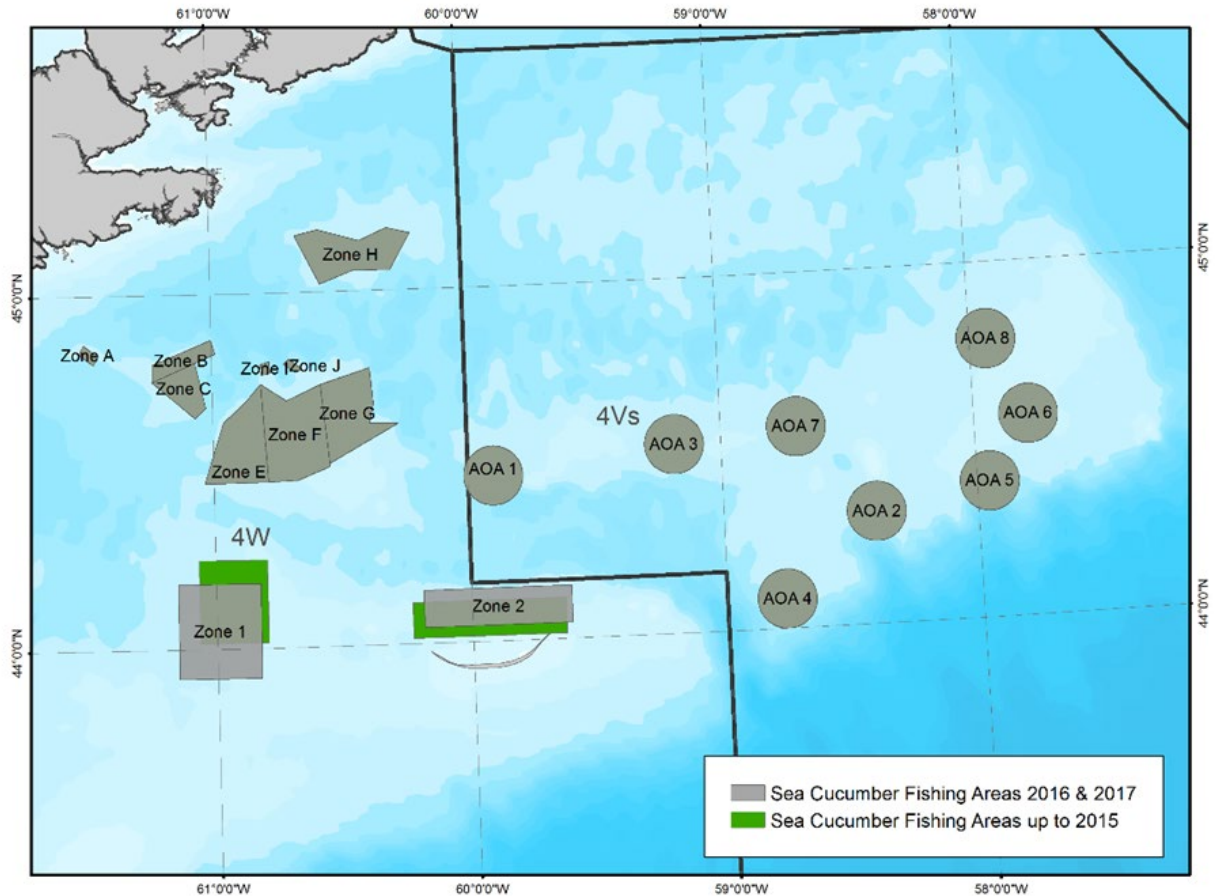 61°0'0"W
60°0'0"W
59°0'0"W
58°0'0"W
45°0'0"N
45°0'0"N
Zone H
Zone A
Zone B
Zone I
Zone J
Zone C
Zone G
Zone F
Zone E
AOA 8
AOA 6
AOA 7
4Vs
AOA 3
AOA 1
AOA 5
AOA 2
4W
AOA 4
Zone 2
Zone 1
44°0'0"N
44°0'0"N
Sea Cucumber Fishing Areas 2016 & 2017
Sea Cucumber Fishing Areas up to 2015
61°0'0"W
60°0'0"W
59°0'0"W
58°0'0"W